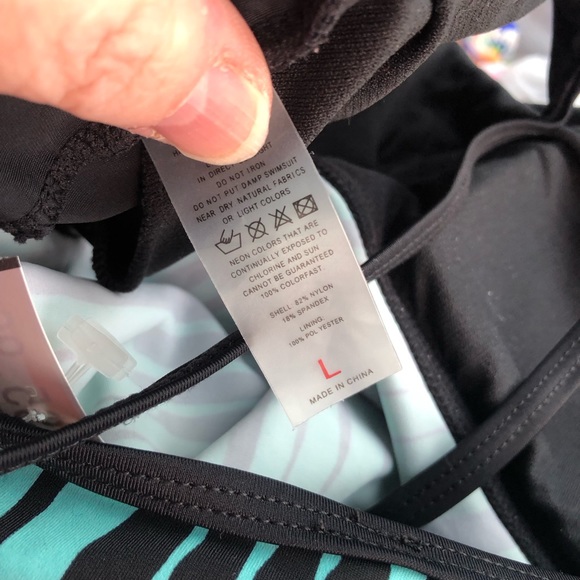 IN DIRECT
DO NOT IRON
DO NOT PUT DAMP SWIMSUIT
NEAR DRY NATURAL FABRICS
OR LIGHT COLORS
NEON COLORS THAT ARE
CONTINUALLY EXPOSED TO
CHLORINE AND SUN
CANNOT BE GUARANTEED
100% COLORFAST
SHELL: 82% NYLON
18% SPANDEX
LINING:
100% POLYESTER
L
MADE IN CHINA